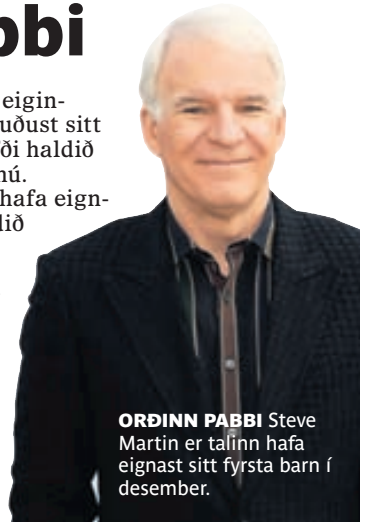 bbi
eigin-
uðust sitt
ði haldið
nú.
hafa eign-
dið
ORÐINN PABBI Steve
Martin er talinn hafa
eignast sitt fyrsta barn í
desember.